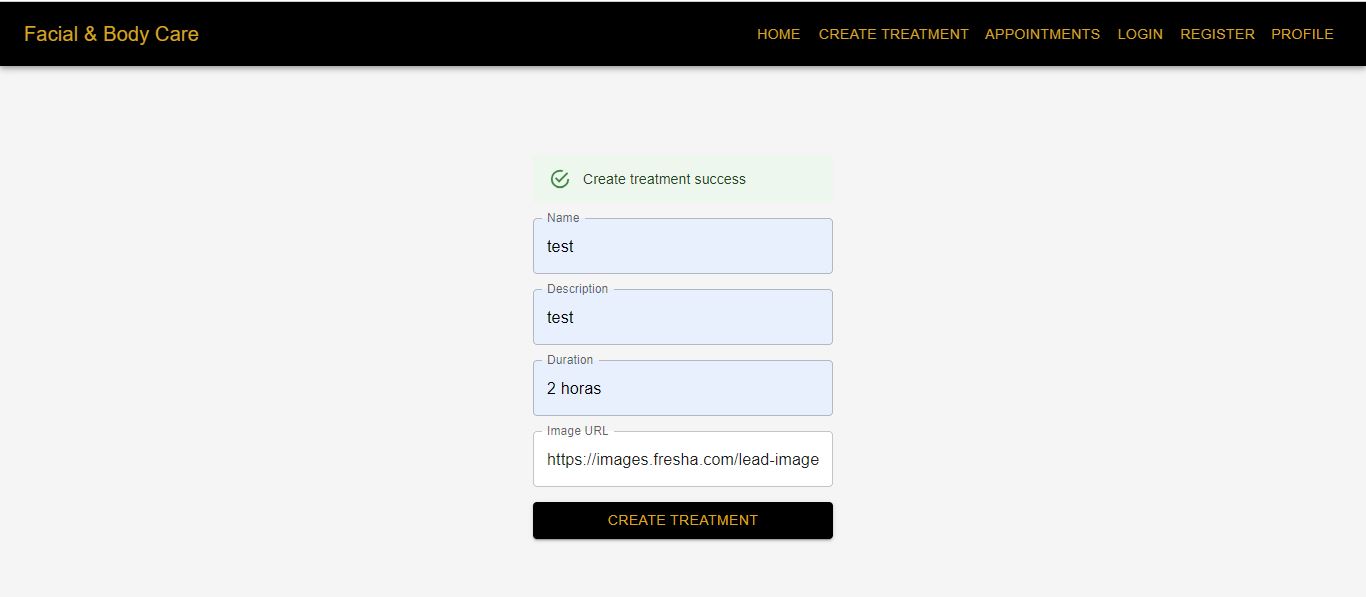 Facial & Body Care
HOME CREATE TREATMENT APPOINTMENTS LOGIN REGISTER PROFILE
Create treatment success
Name
test
Description
test
Duration
2 horas
Image URL
https://images.fresha.com/lead-image
CREATE TREATMENT